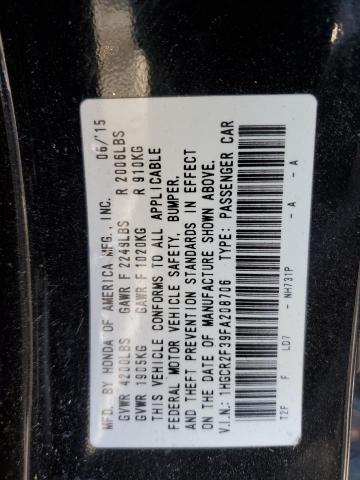 MFD. BY HONDA OF AMERICA MFG., INC. 06/'15
GVWR 4200LBS GAWR F 2249LBS R 2006LBS
GVWR 1905KG GAWR F 1020KG R 910KG
THIS VEHICLE CONFORMS TO ALL APPLICABLE
FEDERAL MOTOR VEHICLE SAFETY, BUMPER,
AND THEFT PREVENTION STANDARDS IN EFFECT
ON THE DATE OF MANUFACTURE SHOWN ABOVE.
V.I.N.: 1HGCR2F39FA208706 TYPE: PASSENGER CAR
T2F F LD7 - NH731P - A - A